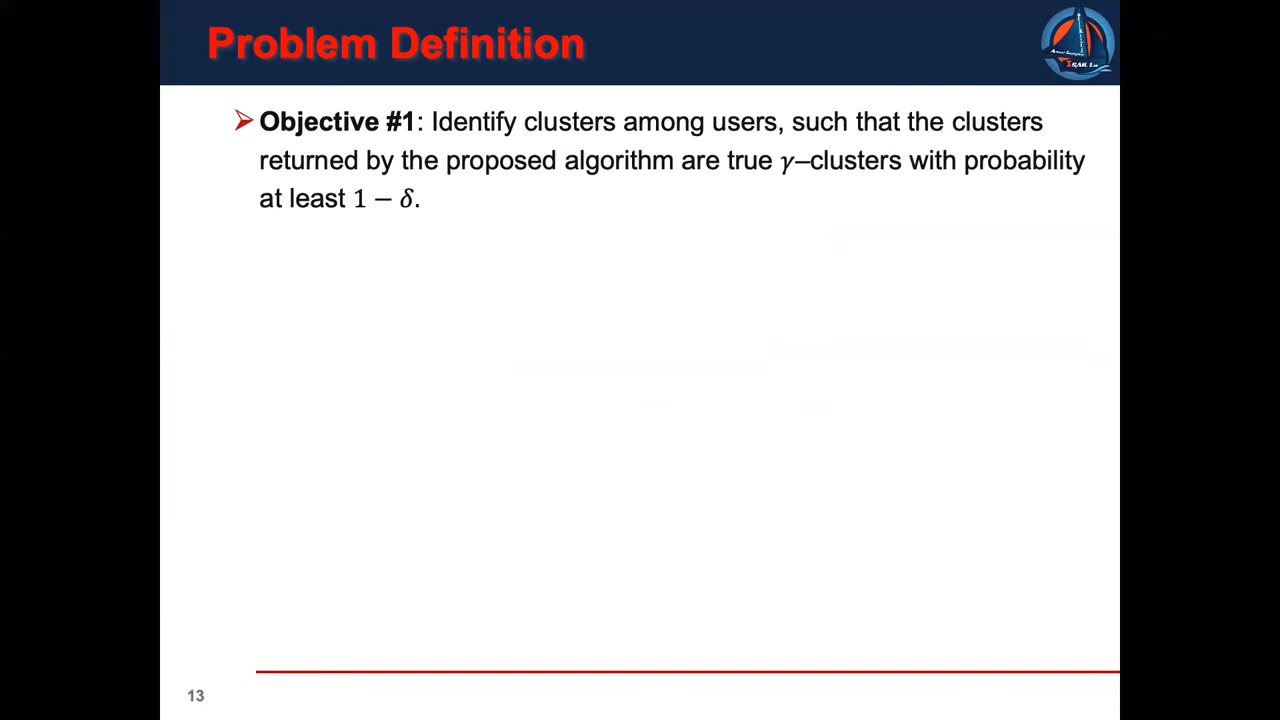 Problem Definition
Objective #1: Identify clusters among users, such that the clusters
returned by the proposed algorithm are true γ–clusters with probability
at least 1 − δ.
13